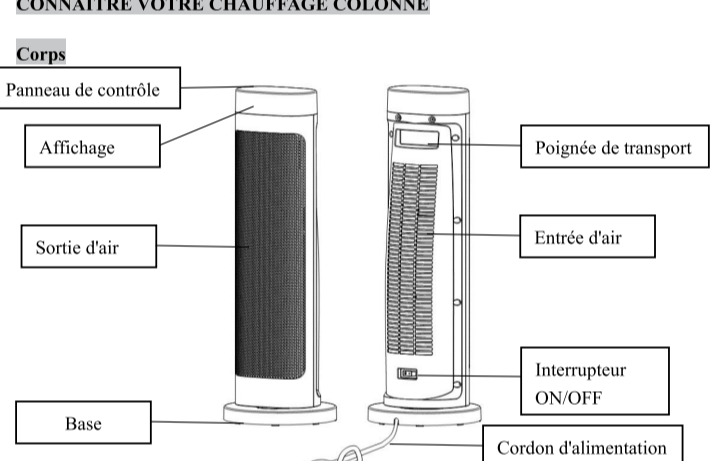 CONNAITRE VOTRE CHAUFFAGE COLONNE
Corps
Panneau de contrôle
Affichage
Sortie d'air
Base
Poignée de transport
Entrée d'air
Interrupteur
ON/OFF
Cordon d'alimentation